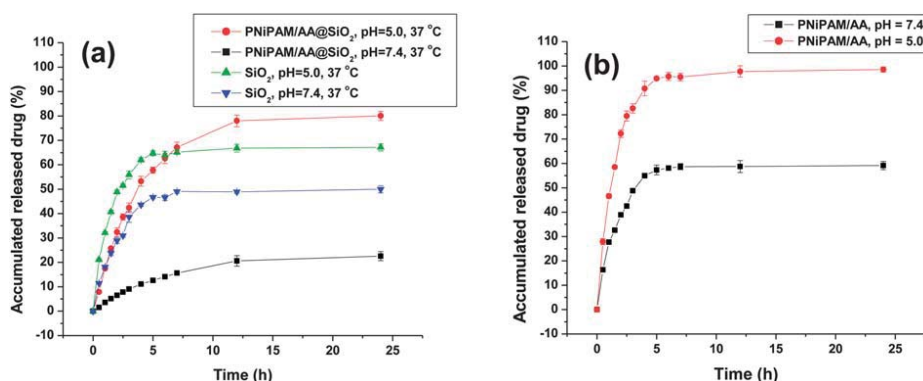 (a)
PNiPAM/AA@SiO₂, pH=5.0, 37 °C
PNiPAM/AA@SiO₂, pH=7.4, 37 °C
SiO₂, pH=5.0, 37 °C
SiO₂, pH=7.4, 37 °C
Accumulated released drug (%)
110
100
90
80
70
60
50
40
30
20
10
0
-10
0 5 10 15 20 25
Time (h)
(b)
PNiPAM/AA, pH = 7.4
PNiPAM/AA, pH = 5.0
Accumulated released drug (%)
110
100
90
80
70
60
50
40
30
20
10
0
-10
0 5 10 15 20 25
Time (h)